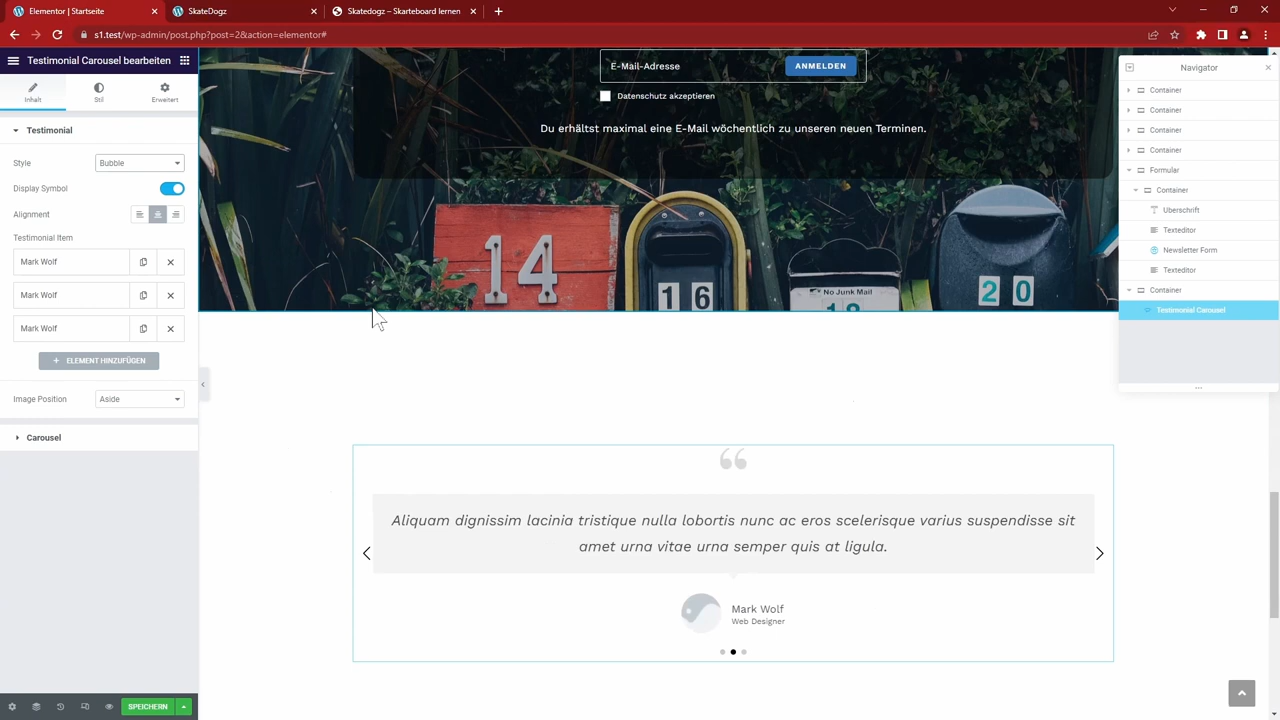 Elementor | Startseite
SkateDogz
Skatedogz – Skateboard lernen
s1.test/wp-admin/post.php?post=2&action=elementor#
Testimonial Carousel bearbeiten
Inhalt
Stil
Erweitert
Testimonial
Style
Bubble
Display Symbol
Alignment
Testimonial Item
Mark Wolf
Mark Wolf
Mark Wolf
+ ELEMENT HINZUFÜGEN
Image Position
Aside
Carousel
SPEICHERN
E-Mail-Adresse
ANMELDEN
Datenschutz akzeptieren
Du erhältst maximal eine E-Mail wöchentlich zu unseren neuen Terminen.
14
16
No Junk Mail
18
20
“
Aliquam dignissim lacinia tristique nulla lobortis nunc ac eros scelerisque varius suspendisse sit
amet urna vitae urna semper quis at ligula.
Mark Wolf
Web Designer
Navigator
Container
Container
Container
Container
Formular
Container
Überschrift
Texteditor
Newsletter Form
Texteditor
Container
Testimonial Carousel